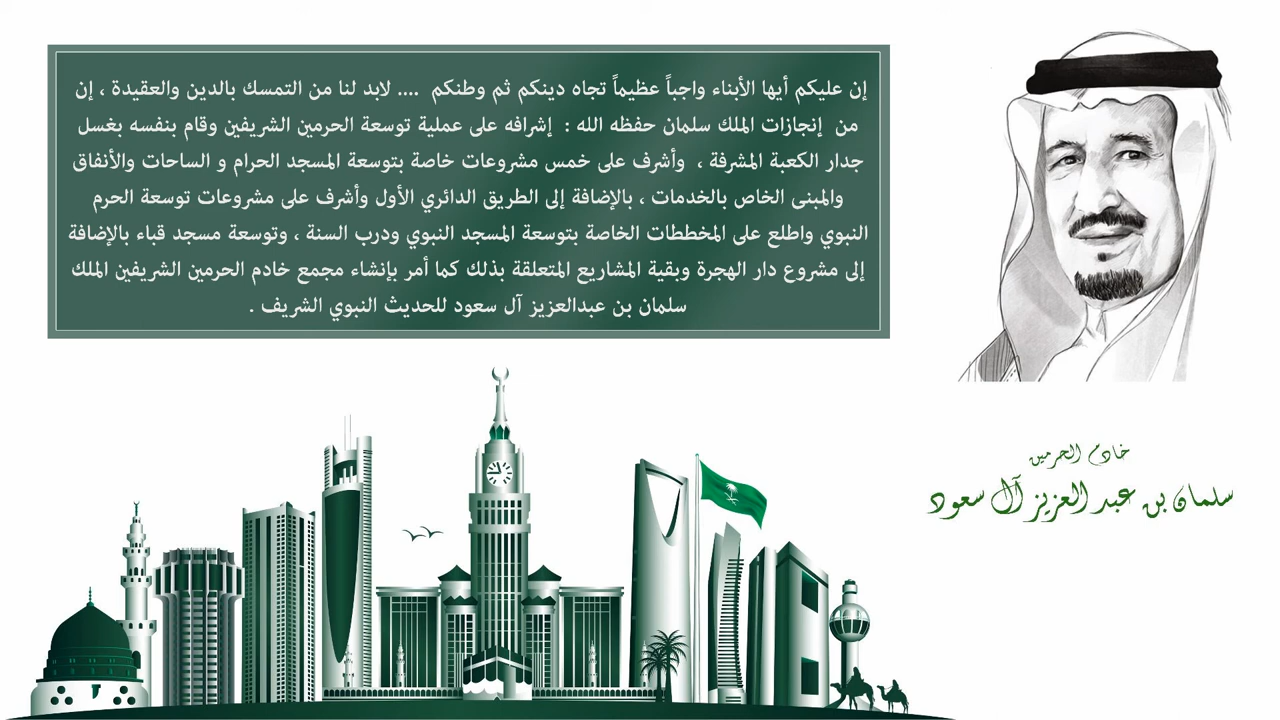 إن عليكم أيها الأبناء واجباً عظيماً تجاه دينكم ثم وطنكم .... لابد لنا من التمسك بالدين والعقيدة ، إن
من إنجازات الملك سلمان حفظه الله : إشرافه على عملية توسعة الحرمين الشريفين وقام بنفسه بغسل
جدار الكعبة المشرفة ، وأشرف على خمس مشروعات خاصة بتوسعة المسجد الحرام و الساحات والأنفاق
والمبنى الخاص بالخدمات ، بالإضافة إلى الطريق الدائري الأول وأشرف على مشروعات توسعة الحرم
النبوي واطلع على المخططات الخاصة بتوسعة المسجد النبوي ودرب السنة ، وتوسعة مسجد قباء بالإضافة
إلى مشروع دار الهجرة وبقية المشاريع المتعلقة بذلك كما أمر بإنشاء مجمع خادم الحرمين الشريفين الملك
سلمان بن عبدالعزيز آل سعود للحديث النبوي الشريف .
خادم الحرمين
سلمان بن عبد العزيز آل سعود